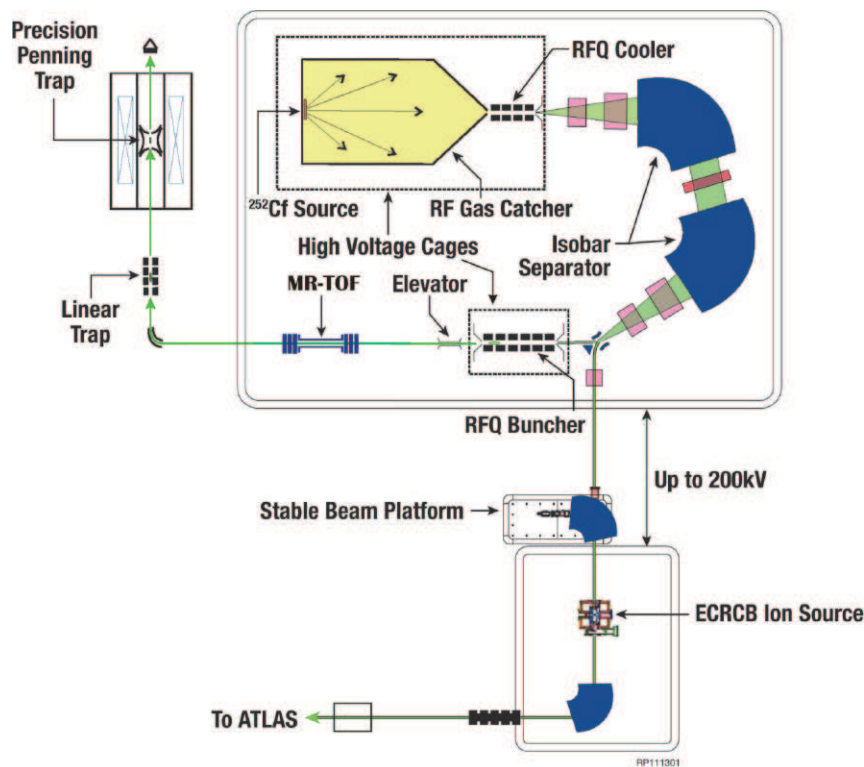 Precision
Penning
Trap
RFQ Cooler
²⁵²Cf Source
RF Gas Catcher
High Voltage Cages
Isobar
Separator
MR-TOF
Elevator
Linear
Trap
RFQ Buncher
Up to 200kV
Stable Beam Platform
ECRCB Ion Source
To ATLAS
RP111301